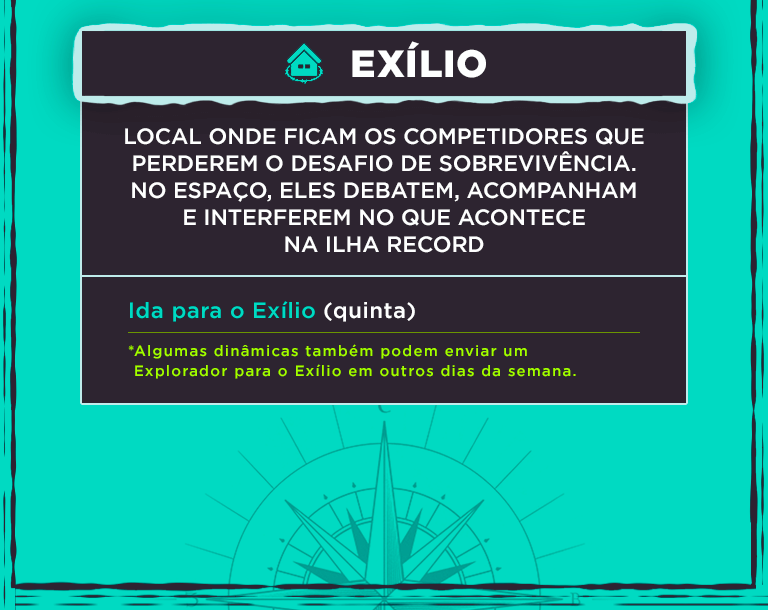 EXÍLIO
LOCAL ONDE FICAM OS COMPETIDORES QUE
PERDEREM O DESAFIO DE SOBREVIVÊNCIA.
NO ESPAÇO, ELES DEBATEM, ACOMPANHAM
E INTERFEREM NO QUE ACONTECE
NA ILHA RECORD
Ida para o Exílio (quinta)
*Algumas dinâmicas também podem enviar um
Explorador para o Exílio em outros dias da semana.